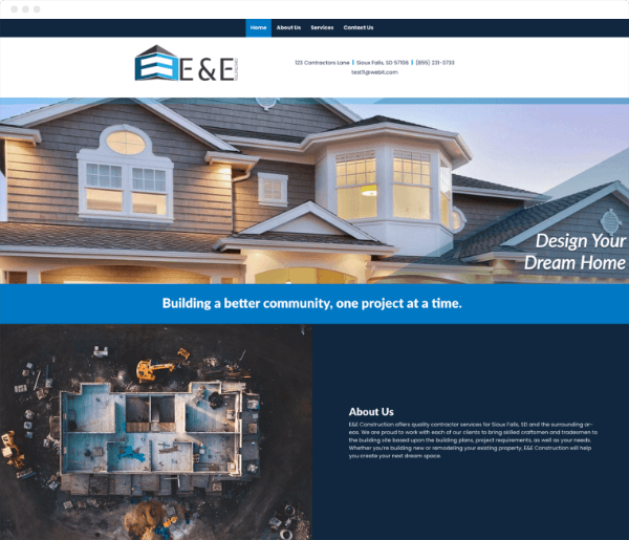 Home About Us Services Contact Us
E & E
123 Contractors Lane | Sioux Falls, SD 57106 | (855) 231-0733
test11@webit.com
Design Your
Dream Home
Building a better community, one project at a time.
About Us
E&E Construction offers quality contractor services for Sioux Falls, SD and the surrounding ar-
eas. We are proud to work with each of our clients to bring skilled craftsmen and tradesmen to
the building site based upon the building plans, project requirements, as well as your needs.
Whether you're building new or remodeling your existing property, E&E Construction will help
you create your next dream space.